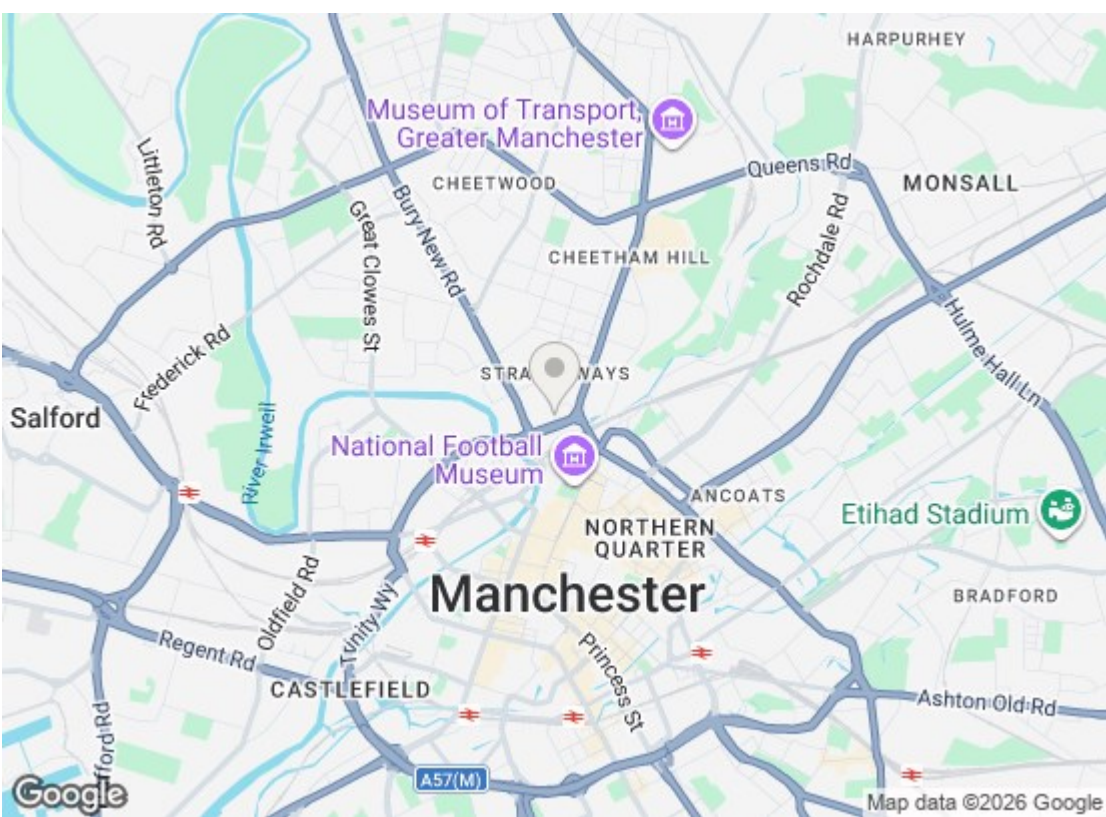 HARPURHEY
Museum of Transport,
Greater Manchester
Littleton Rd
CHEETWOOD
Queens Rd
MONSALL
Great Clowes St
Bury New Rd
Rochdale Rd
CHEETHAM HILL
Hulme Hall Ln
Frederick Rd
Salford
River Irwell
National Football
Museum
ANCOATS
Etihad Stadium
NORTHERN
QUARTER
Manchester
BRADFORD
Oldfield Rd
Trinity Wy
Regent Rd
Princess St
CASTLEFIELD
Ashton Old Rd
A57(M)
Google
Map data ©2026 Google